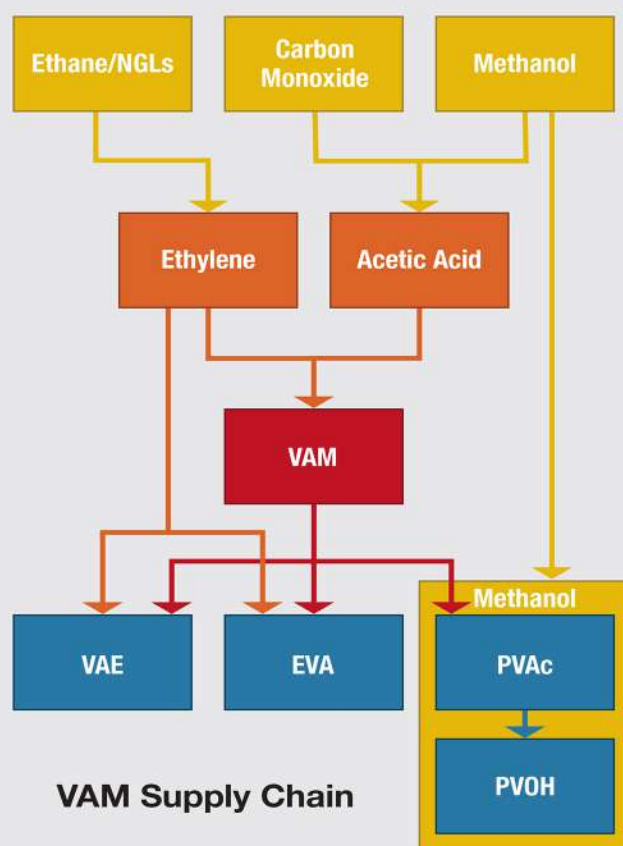 Ethane/NGLs
Carbon
Monoxide
Methanol
Ethylene
Acetic Acid
VAM
Methanol
VAE
EVA
PVAc
PVOH
VAM Supply Chain